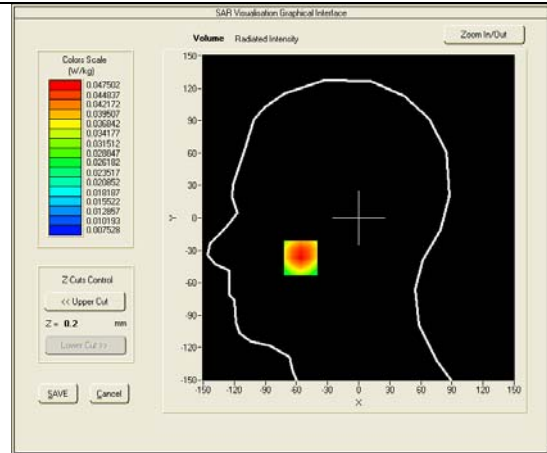 SAR Visualisation Graphical Interface
Volume Radiated Intensity
Zoom In/Out
Colors Scale
(W/kg)
0.047502
0.044837
0.042172
0.039507
0.036842
0.034177
0.031512
0.028847
0.026182
0.023517
0.020852
0.018187
0.015522
0.012857
0.010193
0.007528
Z Cuts Control
<< Upper Cut
Z = 0.2 mm
Lower Cut >>
SAVE Cancel
150-
120-
90-
60-
30-
0-
-30-
-60-
-90-
-120-
-150-
Y
-150 -120 -90 -60 -30 0 30 60 90 120 150
X